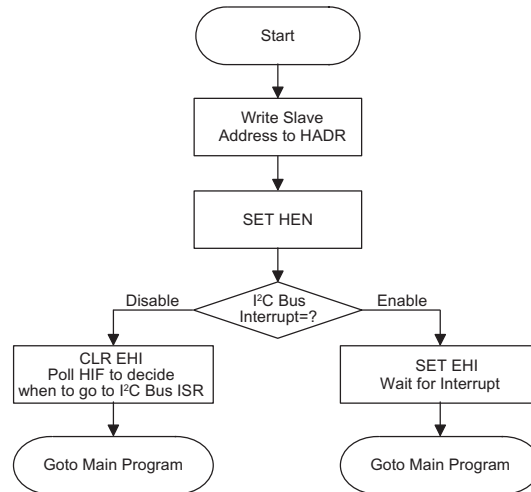 Start
Write Slave
Address to HADR
SET HEN
I²C Bus
Interrupt=?
Disable
Enable
CLR EHI
Poll HIF to decide
when to go to I²C Bus ISR
SET EHI
Wait for Interrupt
Goto Main Program
Goto Main Program